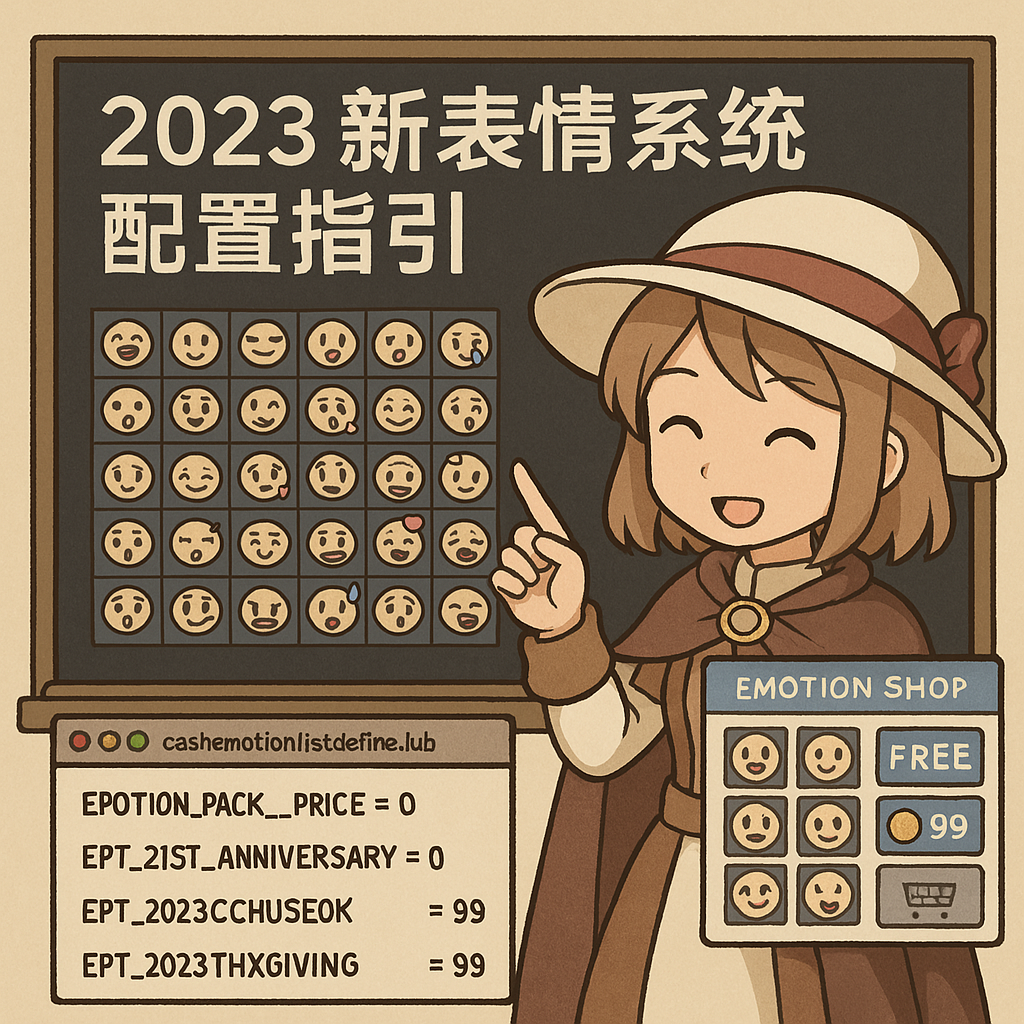 2023 新表情系统
配置指引
cashemotionlistdefine.lub
EPOTION_PACK__PRICE = 0
EPT_21ST_ANNIVERSARY = 0
EPT_2023CCHUSEOK = 99
EPT_2023THXGIVING = 99
EMOTION SHOP
FREE
99